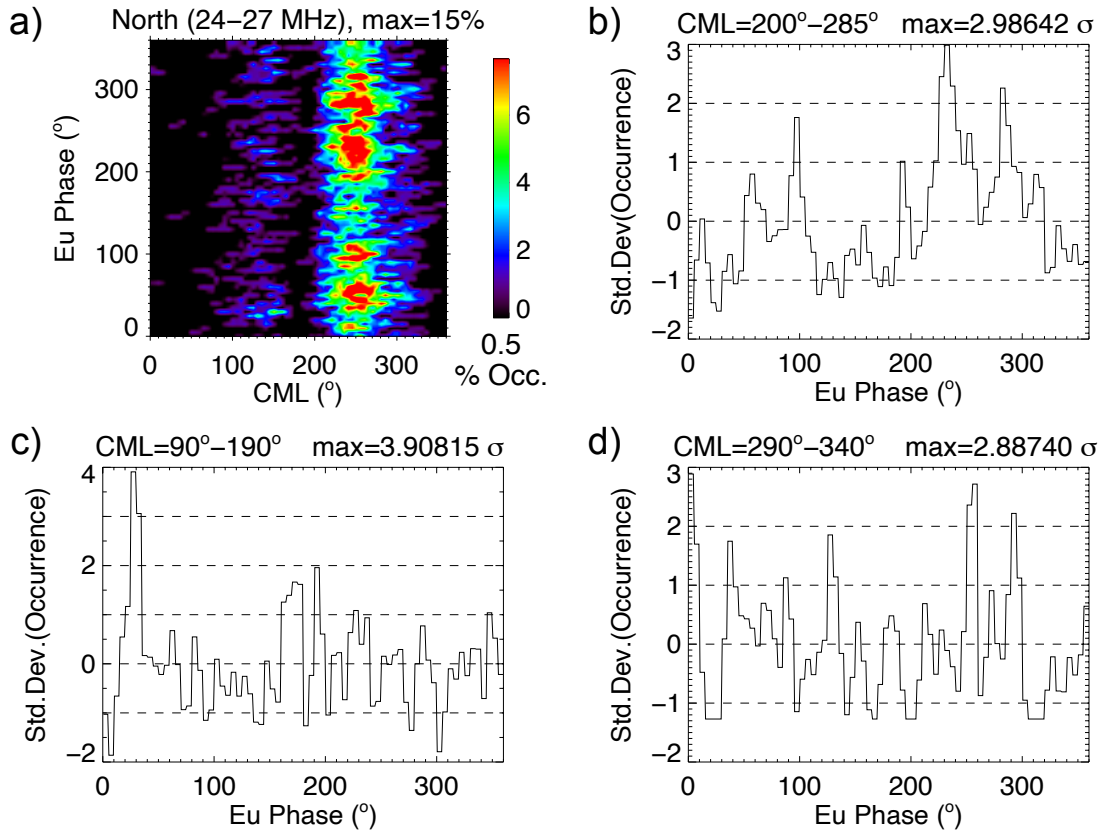 a) North (24−27 MHz), max=15%
300
200
100
0
Eu Phase (°)
0 100 200 300
CML (°)
6
4
2
0
0.5
% Occ.
b) CML=200°−285° max=2.98642 σ
3
2
1
0
−1
−2
Std.Dev(Occurrence)
0 100 200 300
Eu Phase (°)
c) CML=90°−190° max=3.90815 σ
4
2
0
−2
Std.Dev.(Occurrence)
0 100 200 300
Eu Phase (°)
d) CML=290°−340° max=2.88740 σ
3
2
1
0
−1
−2
Std.Dev.(Occurrence)
0 100 200 300
Eu Phase (°)